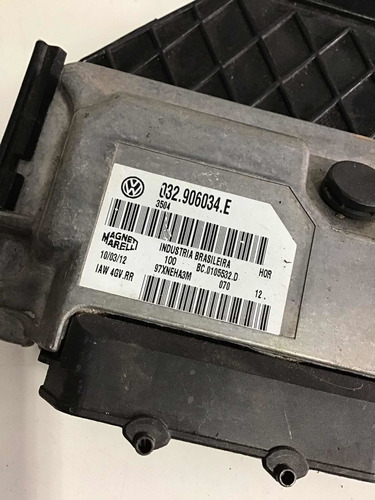 032.906034.E
3504
MAGNETI MARELLI
INDUSTRIA BRASILEIRA HOR
10/03/12 100 BC.0105532.D
IAW 4GV.RR 97XNEHA3M 070 12.